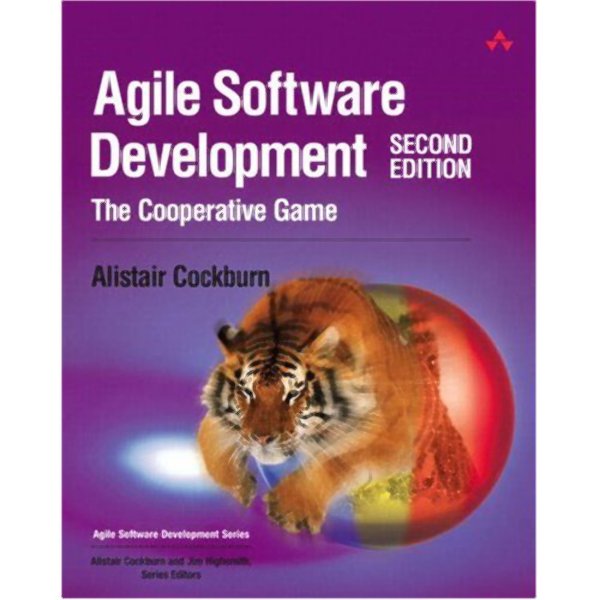 Agile Software
Development SECOND EDITION
The Cooperative Game
Alistair Cockburn
Agile Software Development Series
Alistair Cockburn and Jim Highsmith,
Series Editors